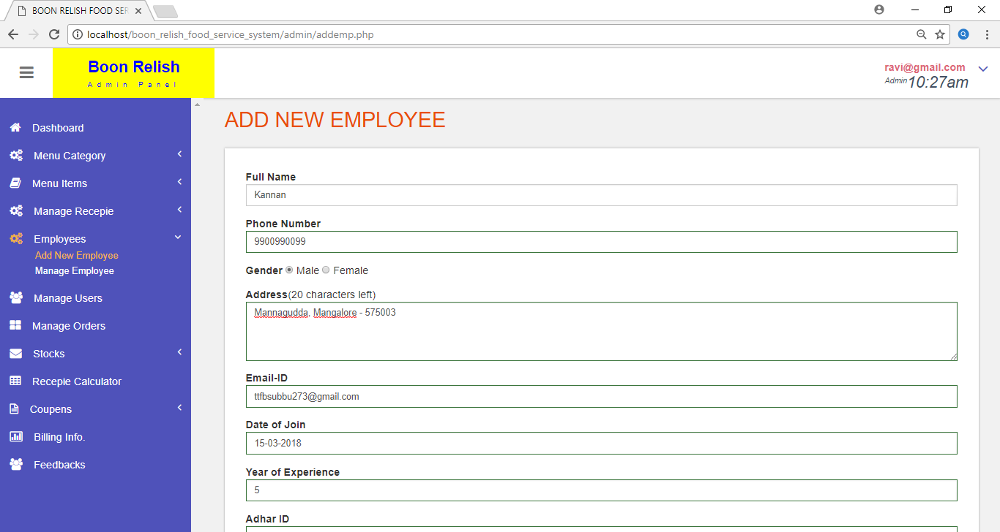 BOON RELISH FOOD SER
localhost/boon_relish_food_service_system/admin/addemp.php
Boon Relish
Admin Panel
ravi@gmail.com
Admin 10:27am
Dashboard
Menu Category
Menu Items
Manage Recepie
Employees
Add New Employee
Manage Employee
Manage Users
Manage Orders
Stocks
Recepie Calculator
Coupens
Billing Info.
Feedbacks
ADD NEW EMPLOYEE
Full Name
Kannan
Phone Number
9900990099
Gender Male Female
Address(20 characters left)
Mannagudda, Mangalore - 575003
Email-ID
ttfbsubbu273@gmail.com
Date of Join
15-03-2018
Year of Experience
5
Adhar ID